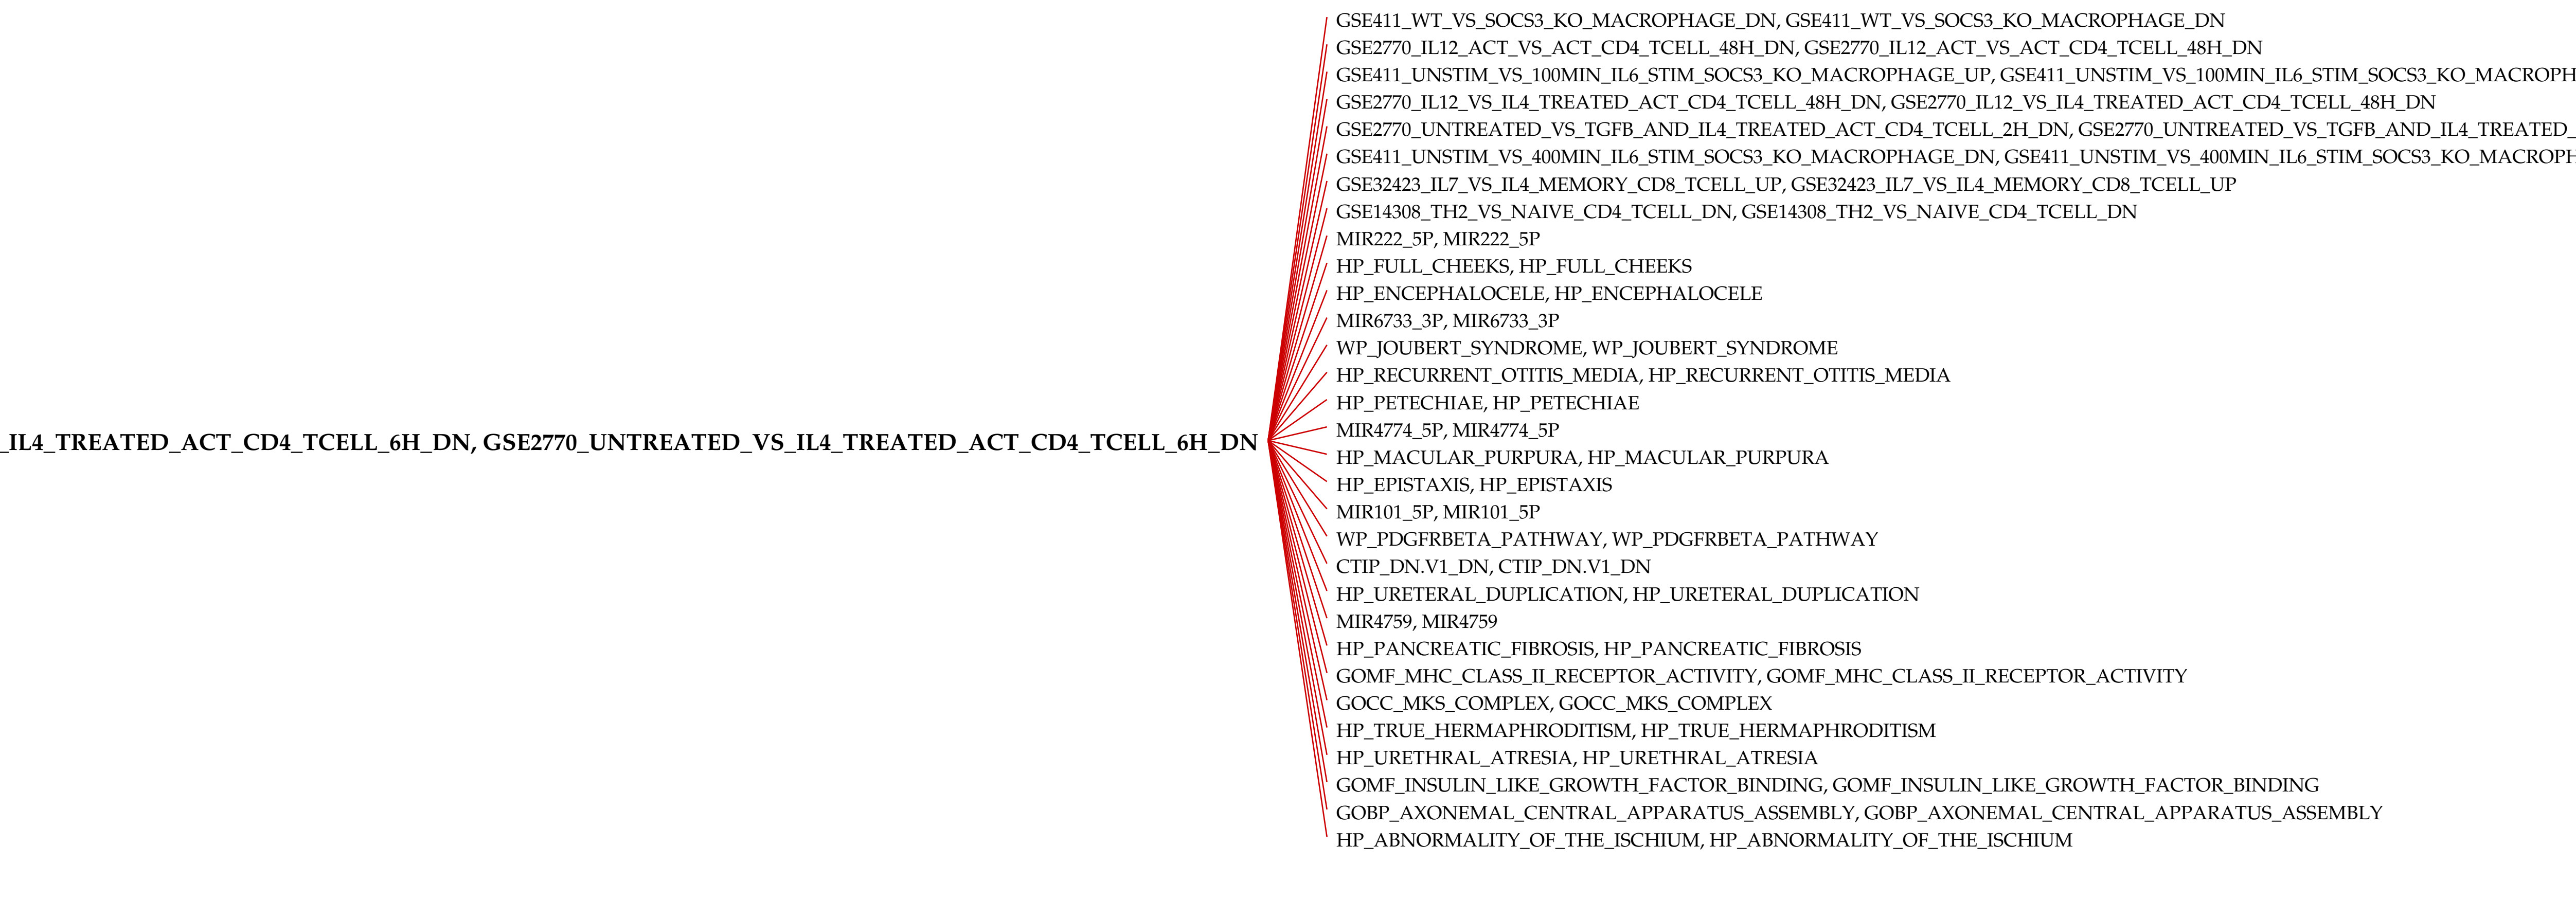 GSE411_WT_VS_SOCS3_KO_MACROPHAGE_DN, GSE411_WT_VS_SOCS3_KO_MACROPHAGE_DN
GSE2770_IL12_ACT_VS_ACT_CD4_TCELL_48H_DN, GSE2770_IL12_ACT_VS_ACT_CD4_TCELL_48H_DN
GSE411_UNSTIM_VS_100MIN_IL6_STIM_SOCS3_KO_MACROPHAGE_UP, GSE411_UNSTIM_VS_100MIN_IL6_STIM_SOCS3_KO_MACROPH
GSE2770_IL12_VS_IL4_TREATED_ACT_CD4_TCELL_48H_DN, GSE2770_IL12_VS_IL4_TREATED_ACT_CD4_TCELL_48H_DN
GSE2770_UNTREATED_VS_TGFB_AND_IL4_TREATED_ACT_CD4_TCELL_2H_DN, GSE2770_UNTREATED_VS_TGFB_AND_IL4_TREATED_
GSE411_UNSTIM_VS_400MIN_IL6_STIM_SOCS3_KO_MACROPHAGE_DN, GSE411_UNSTIM_VS_400MIN_IL6_STIM_SOCS3_KO_MACROPH
GSE32423_IL7_VS_IL4_MEMORY_CD8_TCELL_UP, GSE32423_IL7_VS_IL4_MEMORY_CD8_TCELL_UP
GSE14308_TH2_VS_NAIVE_CD4_TCELL_DN, GSE14308_TH2_VS_NAIVE_CD4_TCELL_DN
MIR222_5P, MIR222_5P
HP_FULL_CHEEKS, HP_FULL_CHEEKS
HP_ENCEPHALOCELE, HP_ENCEPHALOCELE
MIR6733_3P, MIR6733_3P
WP_JOUBERT_SYNDROME, WP_JOUBERT_SYNDROME
HP_RECURRENT_OTITIS_MEDIA, HP_RECURRENT_OTITIS_MEDIA
HP_PETECHIAE, HP_PETECHIAE
MIR4774_5P, MIR4774_5P
_IL4_TREATED_ACT_CD4_TCELL_6H_DN, GSE2770_UNTREATED_VS_IL4_TREATED_ACT_CD4_TCELL_6H_DN
HP_MACULAR_PURPURA, HP_MACULAR_PURPURA
HP_EPISTAXIS, HP_EPISTAXIS
MIR101_5P, MIR101_5P
WP_PDGFRBETA_PATHWAY, WP_PDGFRBETA_PATHWAY
CTIP_DN.V1_DN, CTIP_DN.V1_DN
HP_URETERAL_DUPLICATION, HP_URETERAL_DUPLICATION
MIR4759, MIR4759
HP_PANCREATIC_FIBROSIS, HP_PANCREATIC_FIBROSIS
GOMF_MHC_CLASS_II_RECEPTOR_ACTIVITY, GOMF_MHC_CLASS_II_RECEPTOR_ACTIVITY
GOCC_MKS_COMPLEX, GOCC_MKS_COMPLEX
HP_TRUE_HERMAPHRODITISM, HP_TRUE_HERMAPHRODITISM
HP_URETHRAL_ATRESIA, HP_URETHRAL_ATRESIA
GOMF_INSULIN_LIKE_GROWTH_FACTOR_BINDING, GOMF_INSULIN_LIKE_GROWTH_FACTOR_BINDING
GOBP_AXONEMAL_CENTRAL_APPARATUS_ASSEMBLY, GOBP_AXONEMAL_CENTRAL_APPARATUS_ASSEMBLY
HP_ABNORMALITY_OF_THE_ISCHIUM, HP_ABNORMALITY_OF_THE_ISCHIUM